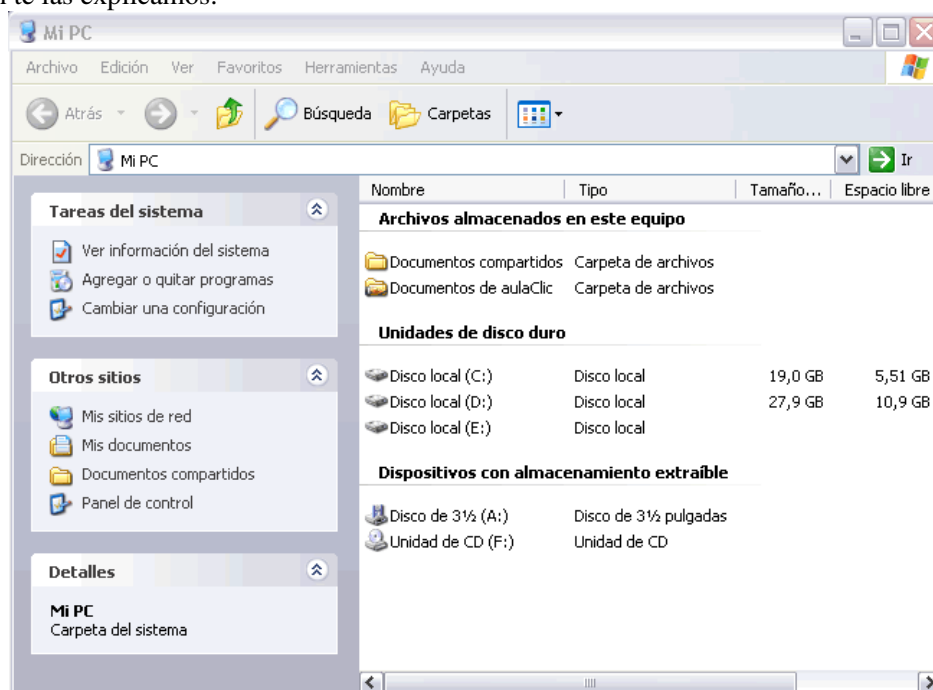 te las explicamos.
Mi PC
Archivo Edición Ver Favoritos Herramientas Ayuda
Atrás Búsqueda Carpetas
Dirección Mi PC Ir
Tareas del sistema
Ver información del sistema
Agregar o quitar programas
Cambiar una configuración
Otros sitios
Mis sitios de red
Mis documentos
Documentos compartidos
Panel de control
Detalles
Mi PC
Carpeta del sistema
Nombre Tipo Tamaño... Espacio libre
Archivos almacenados en este equipo
Documentos compartidos Carpeta de archivos
Documentos de aulaClic Carpeta de archivos
Unidades de disco duro
Disco local (C:) Disco local 19,0 GB 5,51 GB
Disco local (D:) Disco local 27,9 GB 10,9 GB
Disco local (E:) Disco local
Dispositivos con almacenamiento extraíble
Disco de 3½ (A:) Disco de 3½ pulgadas
Unidad de CD (F:) Unidad de CD